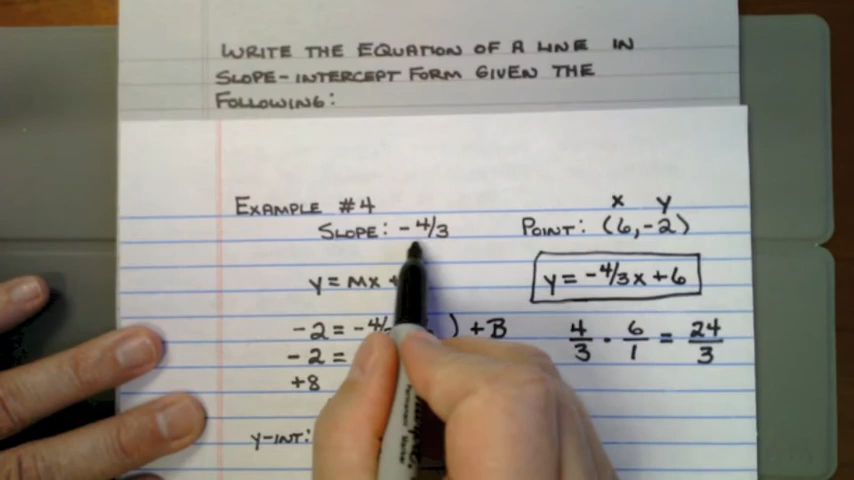 WRITE THE EQUATION OF A LINE IN
SLOPE-INTERCEPT FORM GIVEN THE
FOLLOWING:
EXAMPLE #4
x y
SLOPE: -4/3
POINT: (6,-2)
y = mx +
y = -4/3x + 6
-2 = -4/ ) + B
4/3 · 6/1 = 24/3
-2 =
+8
y-INT: